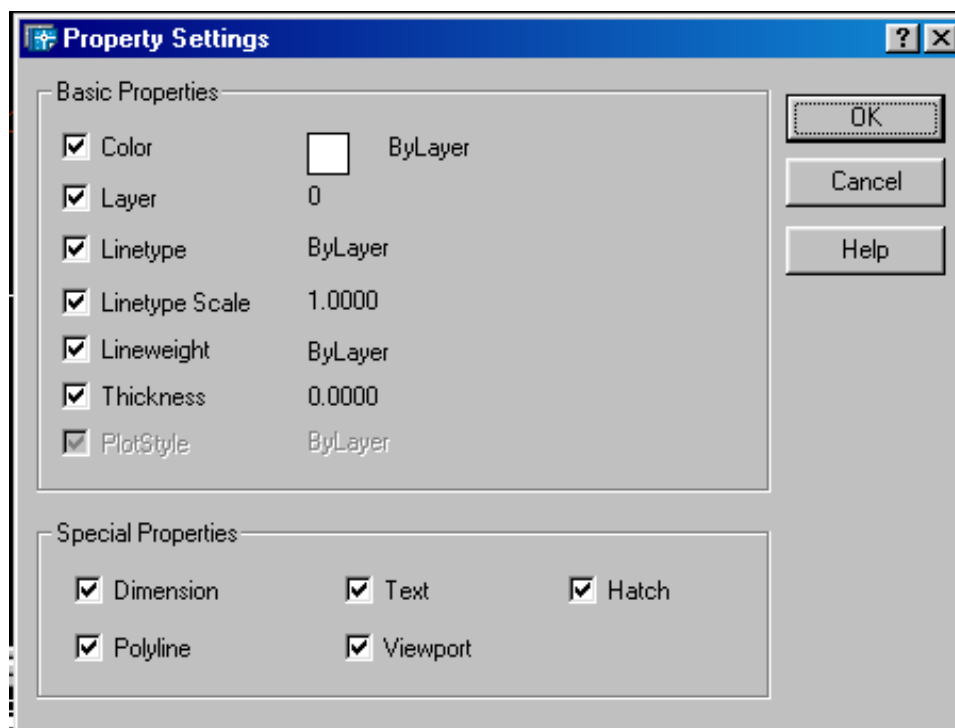 Property Settings
Basic Properties
Color ByLayer
Layer 0
Linetype ByLayer
Linetype Scale 1.0000
Lineweight ByLayer
Thickness 0.0000
PlotStyle ByLayer
OK
Cancel
Help
Special Properties
Dimension Text Hatch
Polyline Viewport